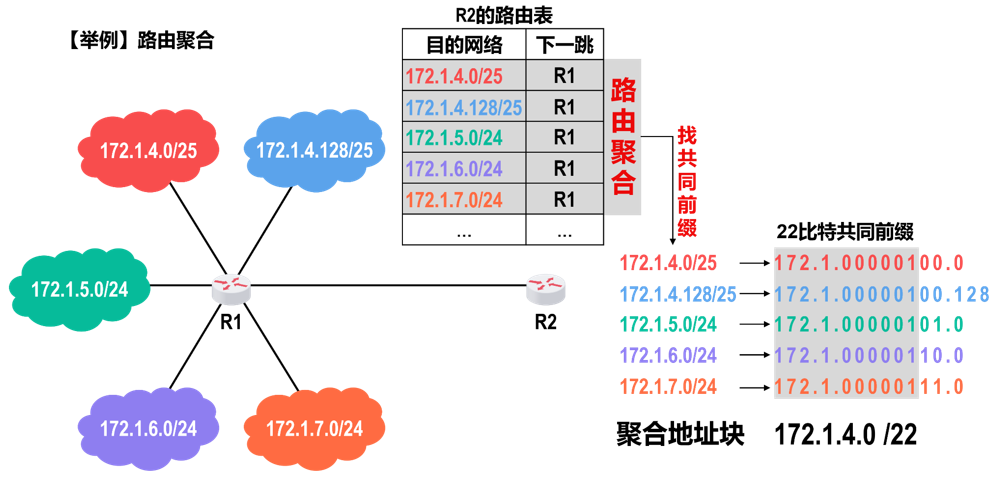 【举例】路由聚合
R2的路由表
目的网络 下一跳
172.1.4.0/25 R1
172.1.4.128/25 R1
172.1.5.0/24 R1
172.1.6.0/24 R1
172.1.7.0/24 R1
... ...
路由聚合
找共同前缀
172.1.4.0/25
172.1.4.128/25
172.1.5.0/24
R1
R2
172.1.6.0/24
172.1.7.0/24
22比特共同前缀
172.1.4.0/25 172.1.00000100.0
172.1.4.128/25 172.1.00000100.128
172.1.5.0/24 172.1.00000101.0
172.1.6.0/24 172.1.00000110.0
172.1.7.0/24 172.1.00000111.0
聚合地址块 172.1.4.0 /22